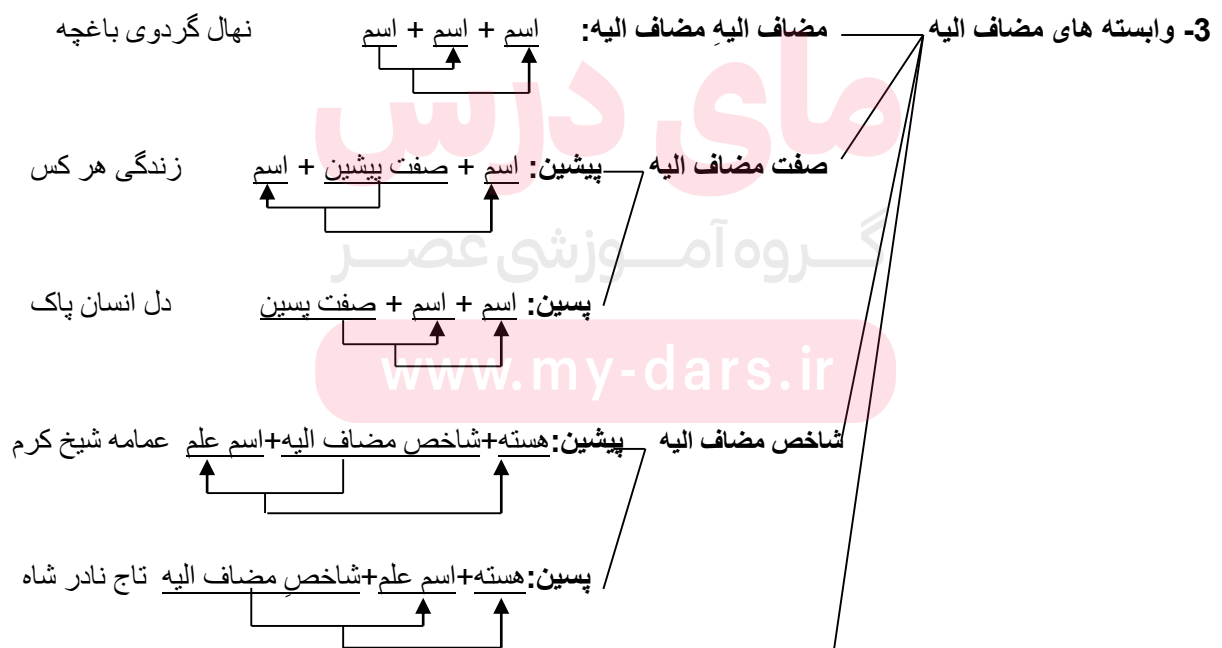 3- وابسته های مضاف الیه مضاف الیهِ مضاف الیه: اسم + اسم + اسم نهال گردوی باغچه
مای درس
صفت مضاف الیه پیشین: اسم + صفت پیشین + اسم زندگی هر کس
گروه آموزشی عصر
پسین: اسم + اسم + صفت پسین دل انسان پاک
www.my-dars.ir
شاخص مضاف الیه پیشین:هسته+شاخص مضاف الیه+اسم علم عمامه شیخ کرم
پسین:هسته+اسم علم+شاخصِ مضاف الیه تاج نادر شاه